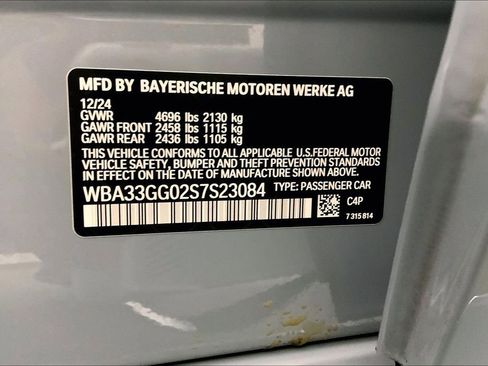 MFD BY BAYERISCHE MOTOREN WERKE AG
12/24
GVWR 4696 lbs 2130 kg
GAWR FRONT 2458 lbs 1115 kg
GAWR REAR 2436 lbs 1105 kg
THIS VEHICLE CONFORMS TO ALL APPLICABLE U.S.FEDERAL MOTOR
VEHICLE SAFETY, BUMPER, AND THEFT PREVENTION STANDARDS
IN EFFECT ON THE DATE OF MANUFACTURE SHOWN ABOVE.
WBA33GG02S7S23084 TYPE: PASSENGER CAR
C4P
7 315 814